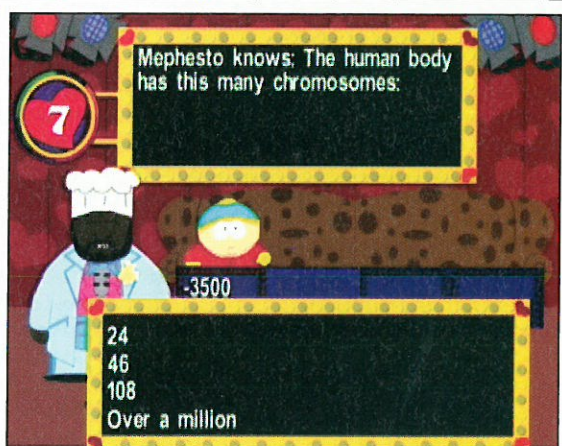 Mephesto knows; The human body
has this many chromosomes:
7
-3500
24
46
108
Over a million